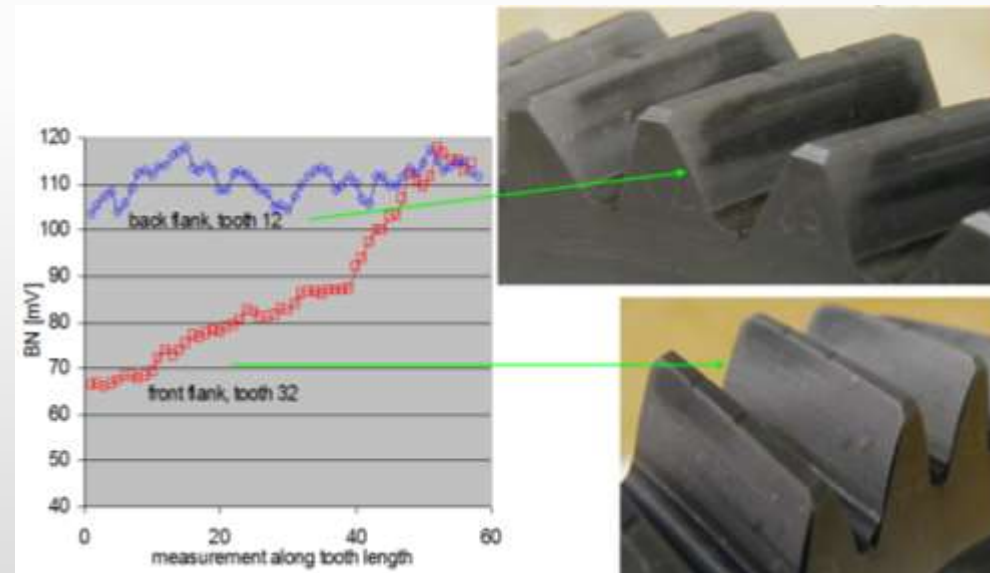 120
110
100
90
80
70
60
50
40
BN [mV]
back flank, tooth 12
front flank, tooth 32
0 20 40 60
measurement along tooth length